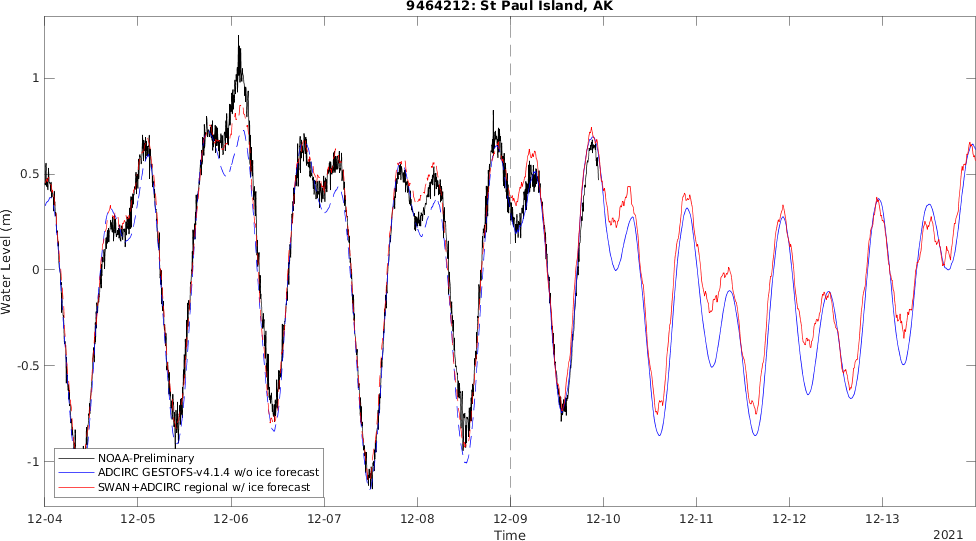 9464212: St Paul Island, AK
Water Level (m)
1
0.5
0
-0.5
-1
NOAA-Preliminary
ADCIRC GESTOFS-v4.1.4 w/o ice forecast
SWAN+ADCIRC regional w/ ice forecast
12-04 12-05 12-06 12-07 12-08 12-09 12-10 12-11 12-12 12-13
Time
2021